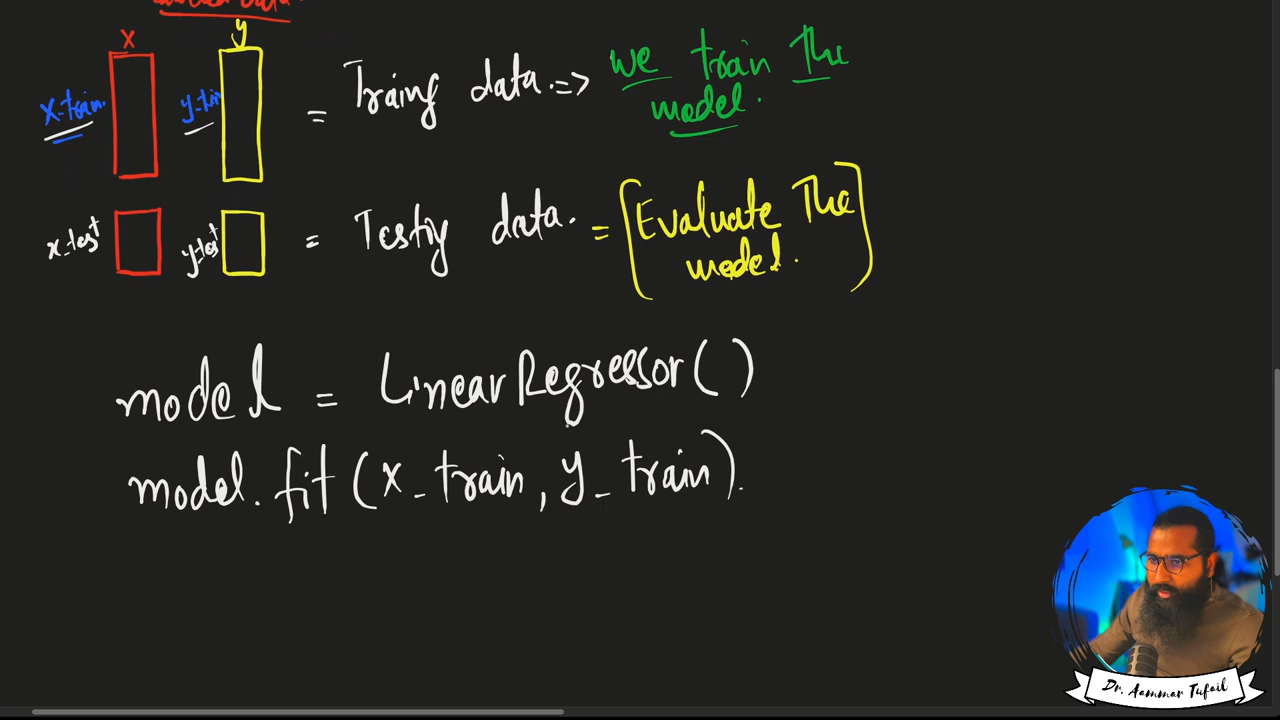 x y
x-train. y-train = Traing data. => we train the
model.
x-test y-test = Testig data. = [Evaluate The
model.]
model = LinearRegressor()
model.fit(x_train, y_train).
Dr. Aammar Tufail